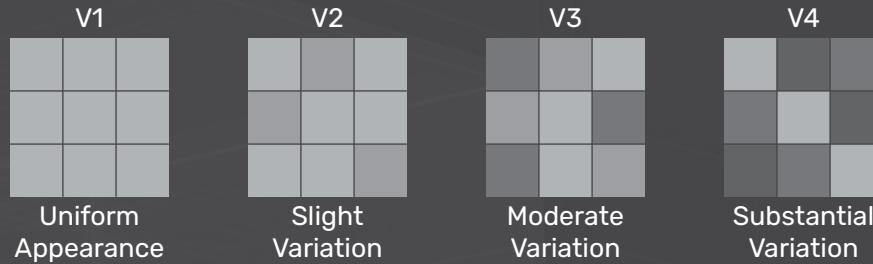 V1
Uniform
Appearance
V2
Slight
Variation
V3
Moderate
Variation
V4
Substantial
Variation